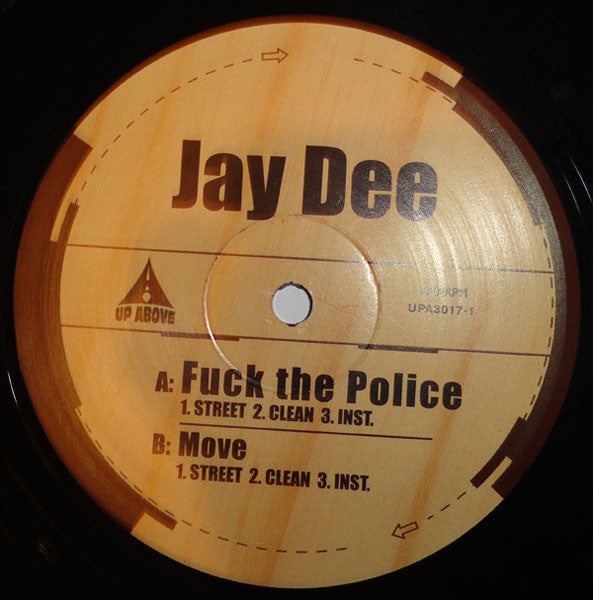 Jay Dee
UP ABOVE
UPA3017-1
A: Fuck the Police
1. STREET 2. CLEAN 3. INST.
B: Move
1. STREET 2. CLEAN 3. INST.